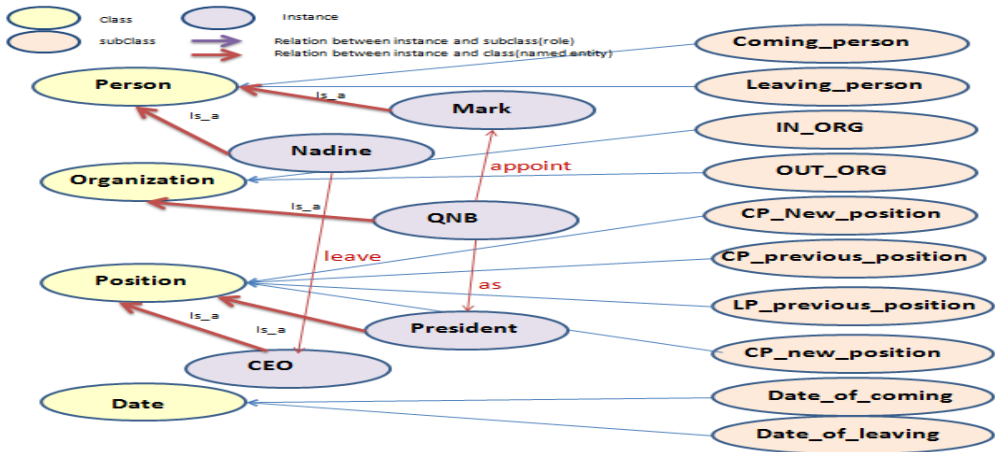 Class
Instance
subClass
Relation between instance and subclass(role)
Relation between instance and class(named entity)
Coming_person
Person
Is_a
Mark
Leaving_person
Is_a
IN_ORG
Nadine
appoint
Organization
OUT_ORG
Is_a
QNB
CP_New_position
leave
CP_previous_position
Position
as
LP_previous_position
Is_a
Is_a
President
CP_new_position
CEO
Date
Date_of_coming
Date_of_leaving